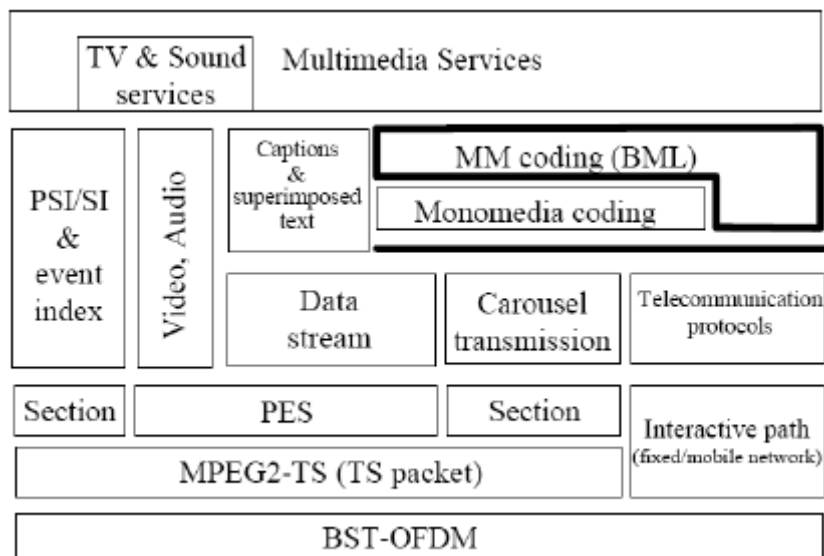 TV & Sound
services
Multimedia Services
PSI/SI
&
event
index
Video, Audio
Captions
&
superimposed
text
MM coding (BML)
Monomedia coding
Data
stream
Carousel
transmission
Telecommunication
protocols
Section
PES
Section
Interactive path
(fixed/mobile network)
MPEG2-TS (TS packet)
BST-OFDM